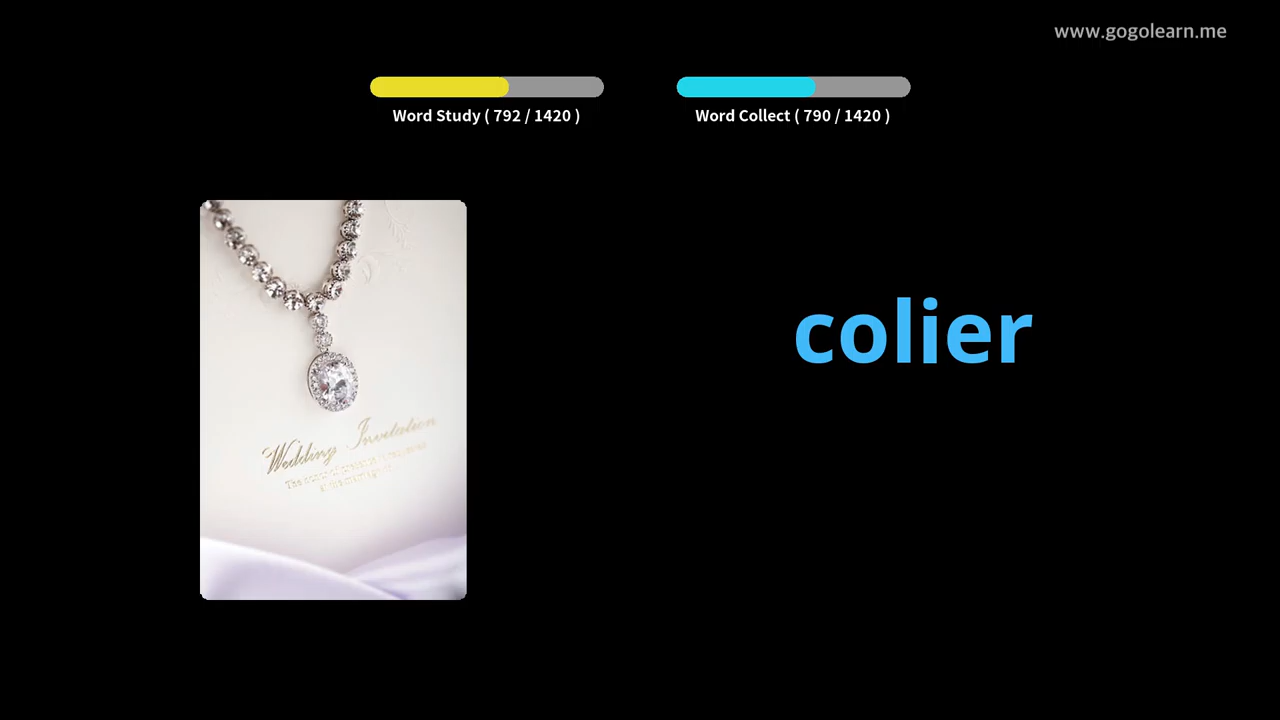 www.gogolearn.me
Word Study ( 792 / 1420 )
Word Collect ( 790 / 1420 )
colier
Wedding Invitation